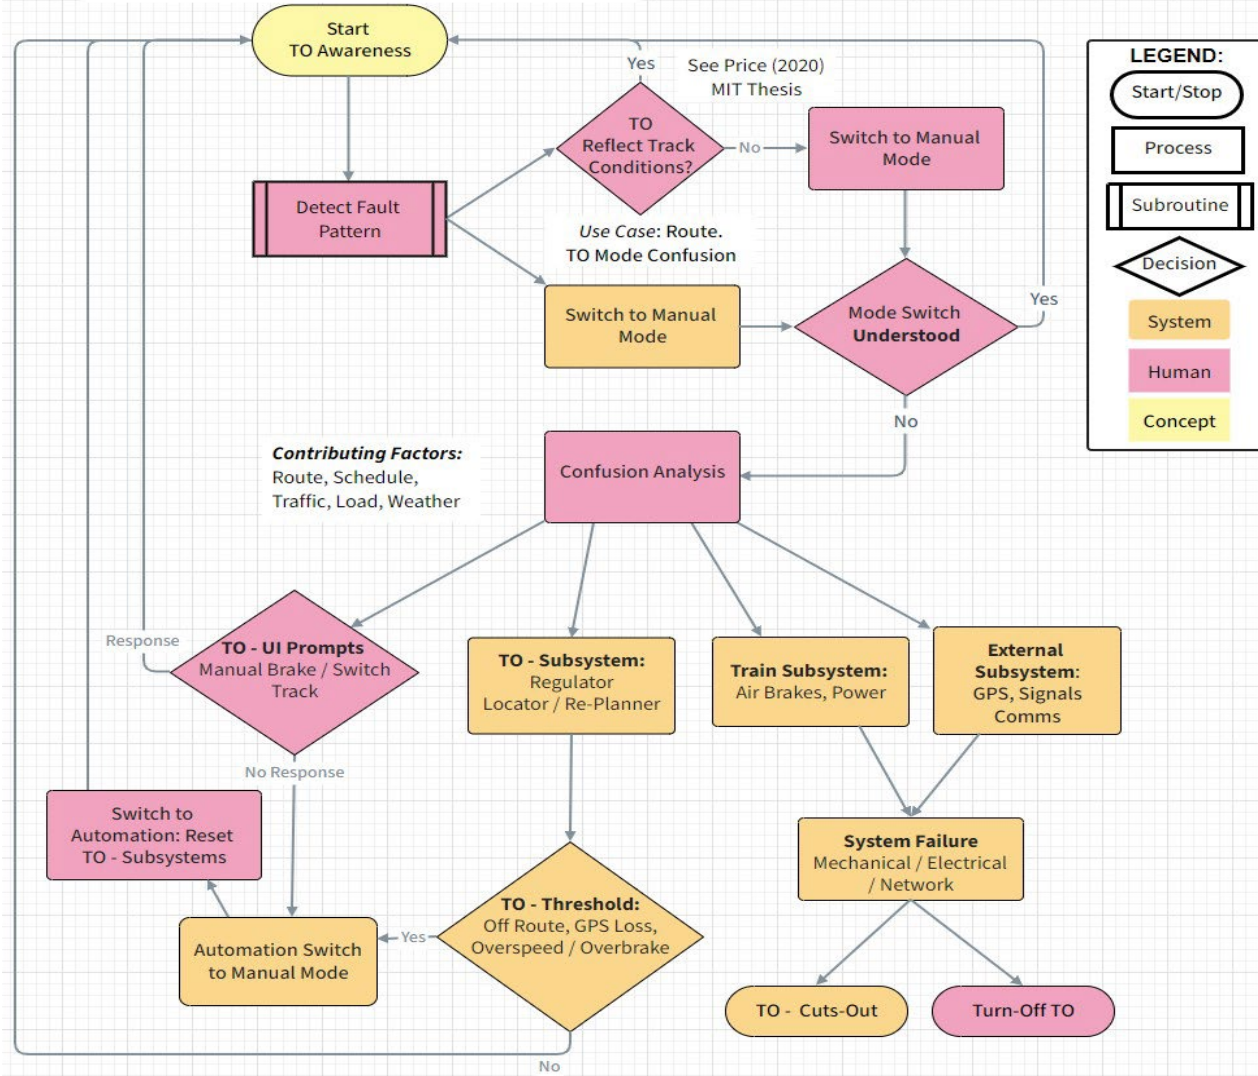 Start
TO Awareness
Yes
See Price (2020)
MIT Thesis
TO
Reflect Track
Conditions?
No
Switch to Manual
Mode
Detect Fault
Pattern
Use Case: Route.
TO Mode Confusion
Switch to Manual
Mode
Mode Switch
Understood
Yes
No
LEGEND:
Start/Stop
Process
Subroutine
Decision
System
Human
Concept
Contributing Factors:
Route, Schedule,
Traffic, Load, Weather
Confusion Analysis
Response
TO - UI Prompts
Manual Brake / Switch
Track
No Response
TO - Subsystem:
Regulator
Locator / Re-Planner
Train Subsystem:
Air Brakes, Power
External
Subsystem:
GPS, Signals
Comms
Switch to
Automation: Reset
TO - Subsystems
Automation Switch
to Manual Mode
Yes
TO - Threshold:
Off Route, GPS Loss,
Overspeed / Overbrake
No
System Failure
Mechanical / Electrical
/ Network
TO - Cuts-Out
Turn-Off TO